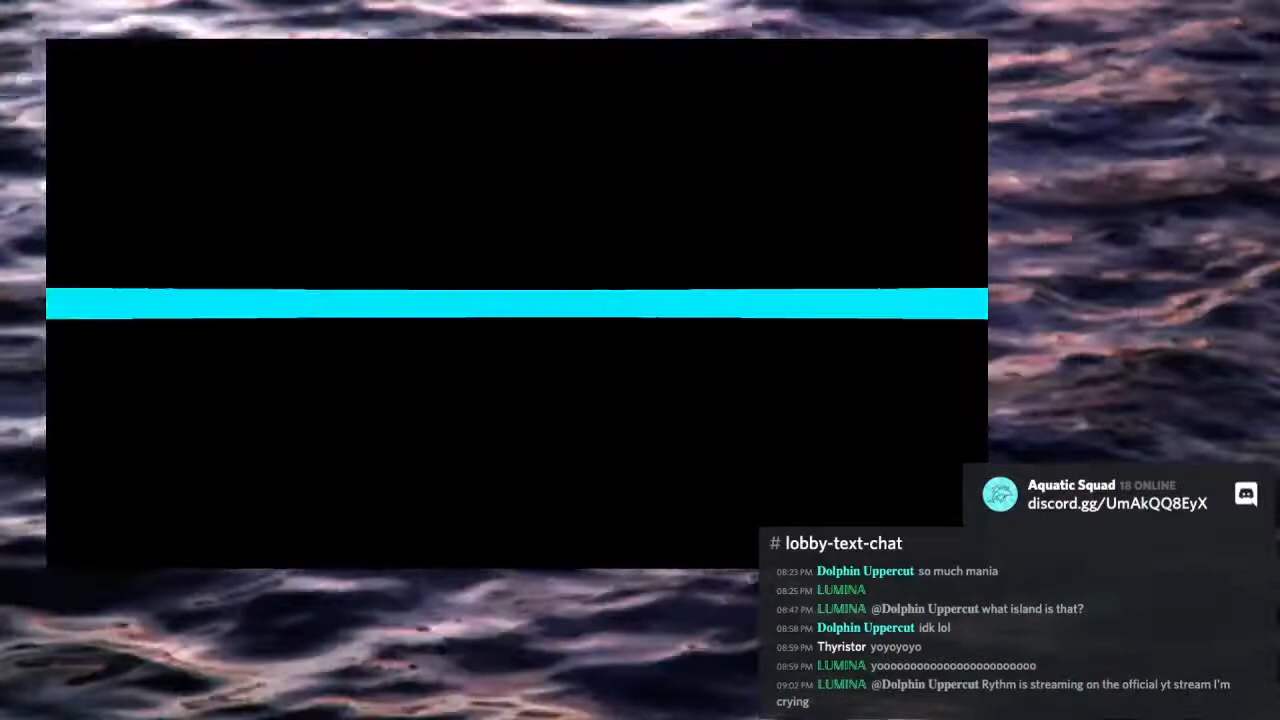 Aquatic Squad 18 ONLINE
discord.gg/UmAkQQ8EyX
# lobby-text-chat
08:23 PM Dolphin Uppercut so much mania
08:25 PM LUMINA
08:47 PM LUMINA @Dolphin Uppercut what island is that?
08:58 PM Dolphin Uppercut idk lol
08:59 PM Thyristor yoyoyoyo
08:59 PM LUMINA yooooooooooooooooooooooooo
09:02 PM LUMINA @Dolphin Uppercut Rythm is streaming on the official yt stream I'm
crying